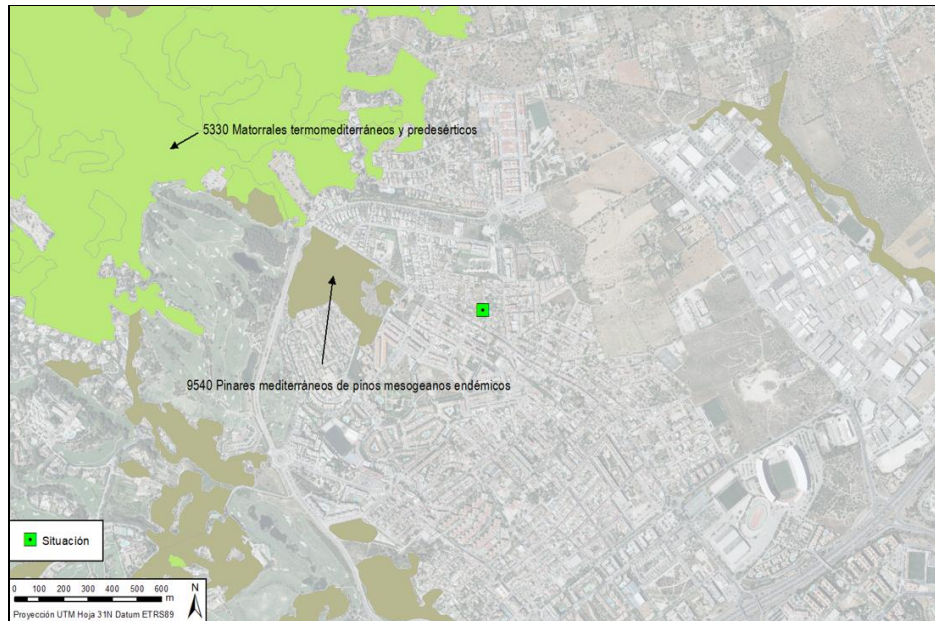 5330 Matorrales termomediterráneos y predesérticos
9540 Pinares mediterráneos de pinos mesogeanos endémicos
Situación
0 100 200 300 400 500 600
m
N
Proyección UTM Hoja 31N Datum ETRS89